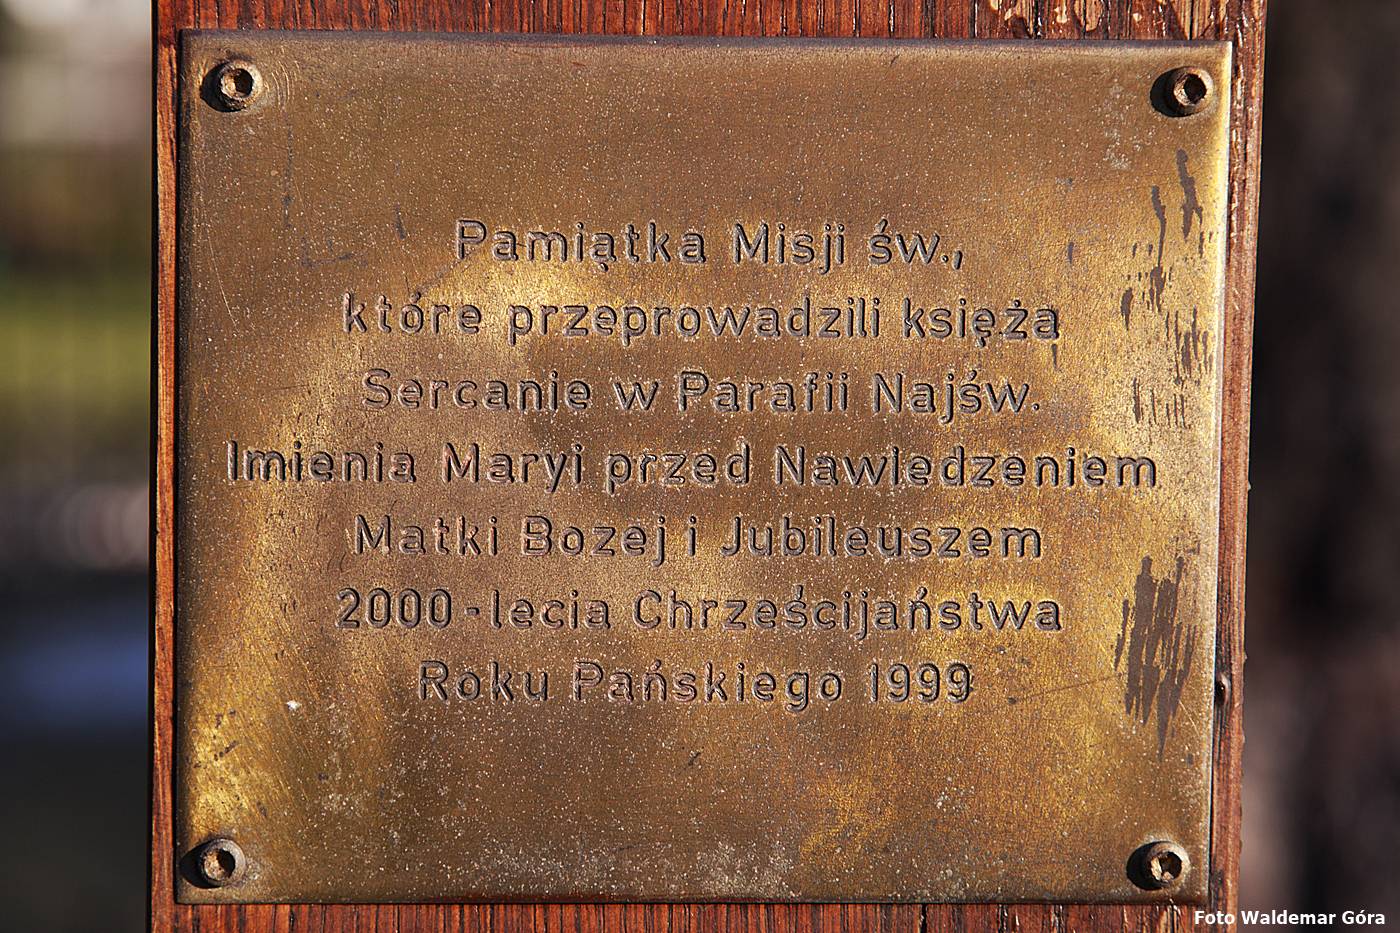 Pamiątka Misji św.,
które przeprowadzili księża
Sercanie w Parafii Najśw.
Imienia Maryi przed Nawiedzeniem
Matki Bozej i Jubileuszem
2000-lecia Chrześcijaństwa
Roku Pańskiego 1999
Foto Waldemar Góra